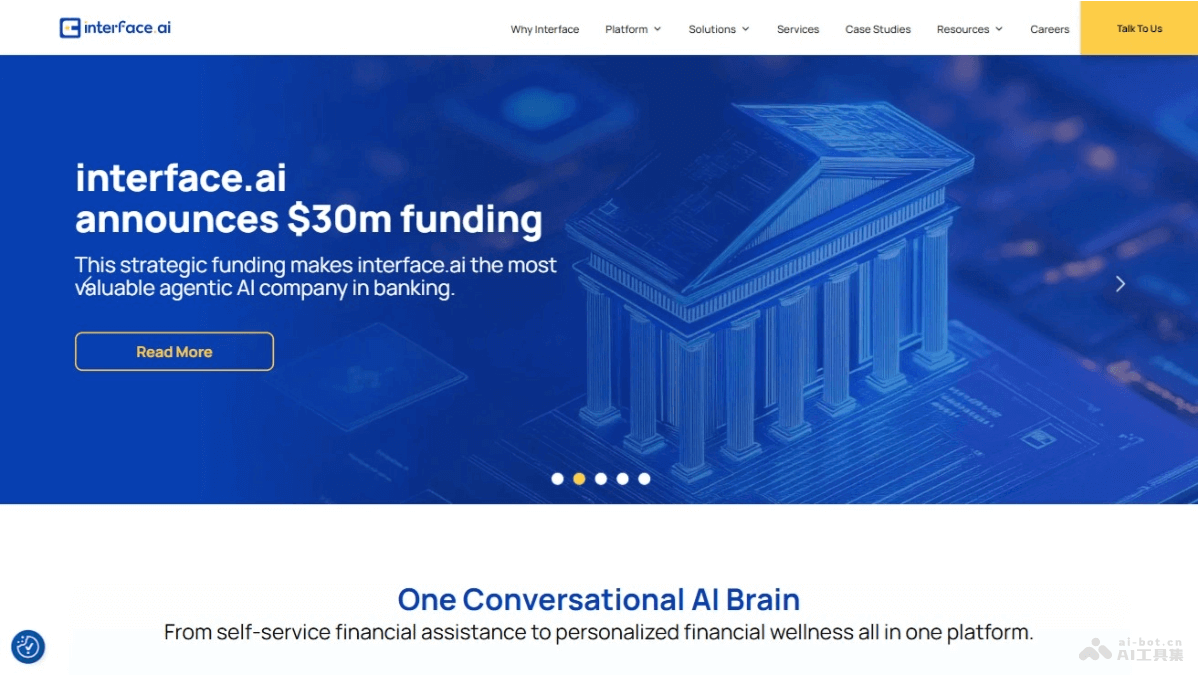 interface.ai
Why Interface
Platform
Solutions
Services
Case Studies
Resources
Careers
Talk To Us
interface.ai
announces $30m funding
This strategic funding makes interface.ai the most
valuable agentic AI company in banking.
Read More
One Conversational AI Brain
From self-service financial assistance to personalized financial wellness all in one platform.
ai-bot.cn
AI工具集